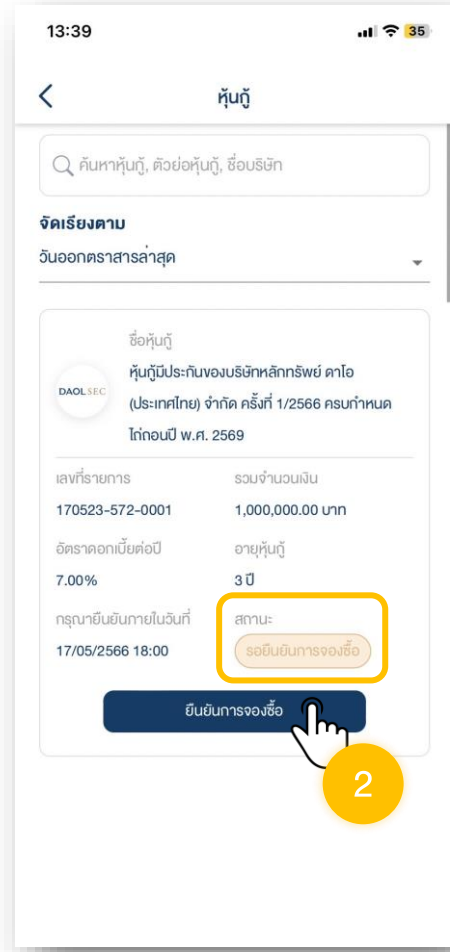 13:39
35
หุ้นกู้
ค้นหาหุ้นกู้, ตัวย่อหุ้นกู้, ชื่อบริษัท
จัดเรียงตาม
วันออกตราสารล่าสุด
ชื่อหุ้นกู้
DAOL SEC
หุ้นกู้มีประกันของบริษัทหลักทรัพย์ ดาโอ
(ประเทศไทย) จำกัด ครั้งที่ 1/2566 ครบกำหนด
ไถ่ถอนปี พ.ศ. 2569
เลขที่รายการ รวมจำนวนเงิน
170523-572-0001 1,000,000.00 บาท
อัตราดอกเบี้ยต่อปี อายุหุ้นกู้
7.00% 3 ปี
กรุณายืนยันภายในวันที่ สถานะ
17/05/2566 18:00 รอยืนยันการจองซื้อ
ยืนยันการจองซื้อ
2